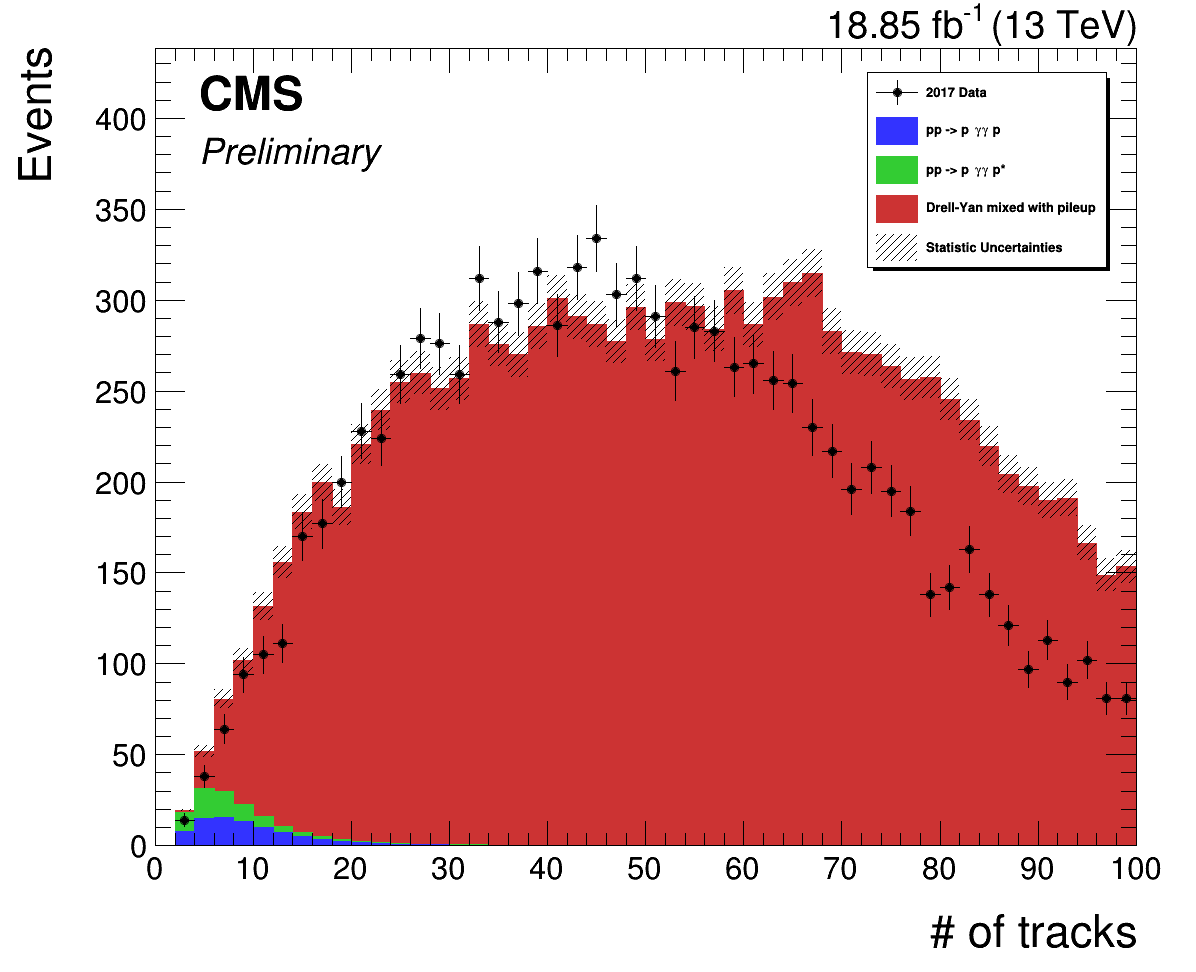 18.85 fb-1 (13 TeV)
Events
CMS
Preliminary
2017 Data
pp -> p γγ p
pp -> p γγ p*
Drell-Yan mixed with pileup
Statistic Uncertainties
400
350
300
250
200
150
100
50
0
0 10 20 30 40 50 60 70 80 90 100
# of tracks